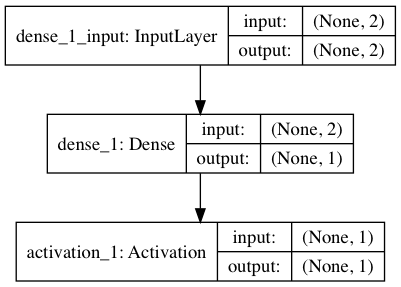 dense_1_input: InputLayer
input: (None, 2)
output: (None, 2)
dense_1: Dense
input: (None, 2)
output: (None, 1)
activation_1: Activation
input: (None, 1)
output: (None, 1)